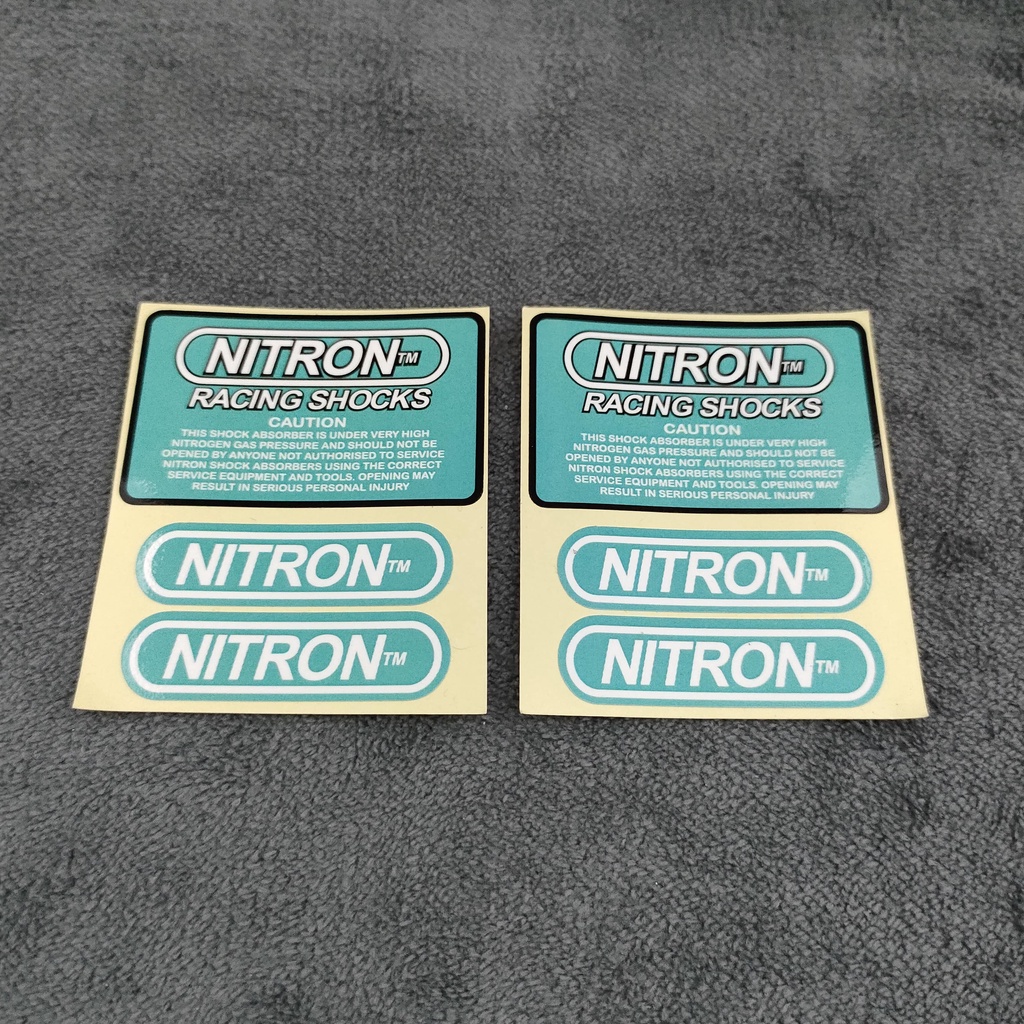 NITRON™
RACING SHOCKS
CAUTION
THIS SHOCK ABSORBER IS UNDER VERY HIGH
NITROGEN GAS PRESSURE AND SHOULD NOT BE
OPENED BY ANYONE NOT AUTHORISED TO SERVICE
NITRON SHOCK ABSORBERS USING THE CORRECT
SERVICE EQUIPMENT AND TOOLS. OPENING MAY
RESULT IN SERIOUS PERSONAL INJURY
NITRON™
NITRON™
NITRON™
RACING SHOCKS
CAUTION
THIS SHOCK ABSORBER IS UNDER VERY HIGH
NITROGEN GAS PRESSURE AND SHOULD NOT BE
OPENED BY ANYONE NOT AUTHORISED TO SERVICE
NITRON SHOCK ABSORBERS USING THE CORRECT
SERVICE EQUIPMENT AND TOOLS. OPENING MAY
RESULT IN SERIOUS PERSONAL INJURY
NITRON™
NITRON™